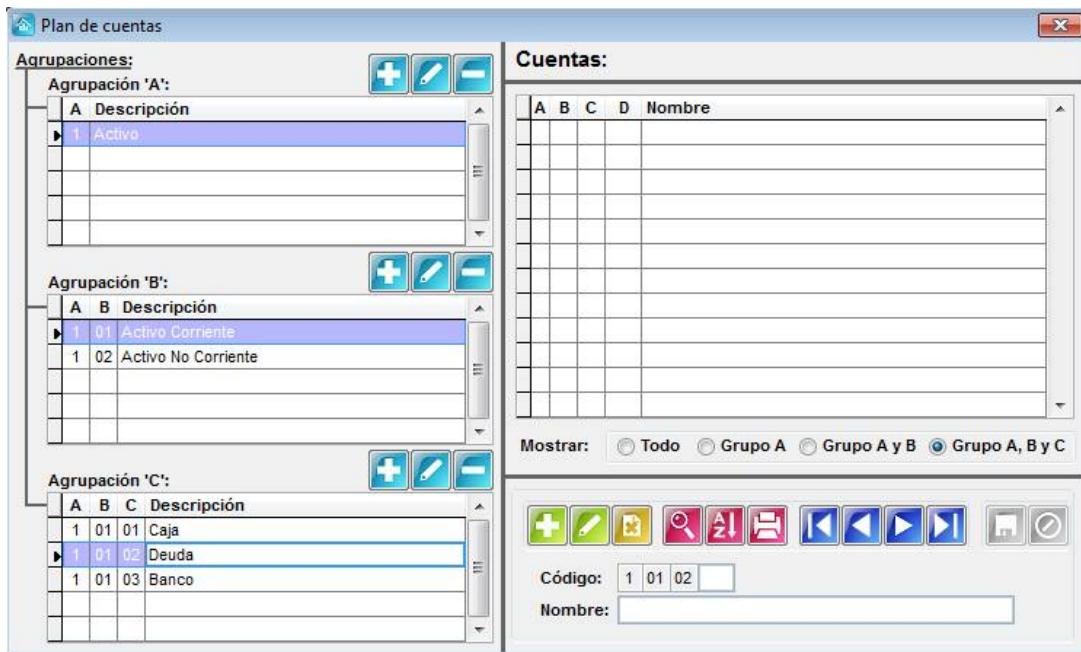 Plan de cuentas
Agrupaciones:
Agrupación 'A':
A Descripción
1 Activo
Agrupación 'B':
A B Descripción
1 01 Activo Corriente
1 02 Activo No Corriente
Agrupación 'C':
A B C Descripción
1 01 01 Caja
1 01 02 Deuda
1 01 03 Banco
Cuentas:
A B C D Nombre
Mostrar: Todo Grupo A Grupo A y B Grupo A, B y C
A Z
Código: 1 01 02
Nombre: